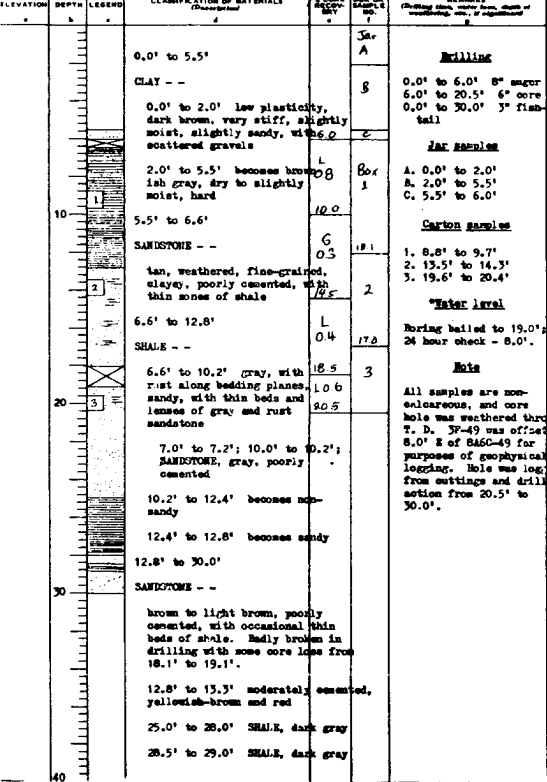 ELEVATION DEPTH LEGEND CLASSIFICATION OF MATERIALS
(Description)
RECOV-
ERY
SAMPLE
NO.
a b c d e f g
0.0' to 5.5'
CLAY - -
0.0' to 2.0' low plasticity,
dark brown, very stiff, slightly
moist, slightly sandy, with
scattered gravels
2.0' to 5.5' becomes brown-
ish gray, dry to slightly
moist, hard
5.5' to 6.6'
SANDSTONE - -
tan, weathered, fine-grained,
clayey, poorly cemented, with
thin zones of shale
6.6' to 12.8'
SHALE - -
6.6' to 10.2' gray, with
rust along bedding planes,
sandy, with thin beds and
lenses of gray and rust
sandstone
7.0' to 7.2'; 10.0' to 10.2';
SANDSTONE, gray, poorly
cemented
10.2' to 12.4' becomes non-
sandy
12.4' to 12.8' becomes sandy
12.8' to 30.0'
SANDSTONE - -
brown to light brown, poorly
cemented, with occasional thin
beds of shale. Badly broken in
drilling with some core loss from
18.1' to 19.1'.
12.8' to 13.3' moderately cemented,
yellowish-brown and red
25.0' to 28.0' SHALE, dark gray
28.5' to 29.0' SHALE, dark gray
10
20
30
40
1
2
3
6.0
L
0.8
10.0
G
0.3
14.5
L
0.4
18.5
L 0.6
20.5
Jar
A
B
C
Box
1
2
17.8
3
Drilling
0.0' to 6.0' 8" auger
6.0' to 20.5' 6" core
0.0' to 30.0' 3" fish-
tail
Jar samples
A. 0.0' to 2.0'
B. 2.0' to 5.5'
C. 5.5' to 6.0'
Carton samples
1. 8.8' to 9.7'
2. 13.5' to 14.3'
3. 19.6' to 20.4'
Water level
Boring bailed to 19.0';
24 hour check - 8.0'.
Note
All samples are non-
calcareous, and core
hole was weathered thro
T. D. 3F-49 was offset
8.0' E of 8A6C-49 for
purposes of geophysical
logging. Hole was log
from cuttings and drill
action from 20.5' to
30.0'.